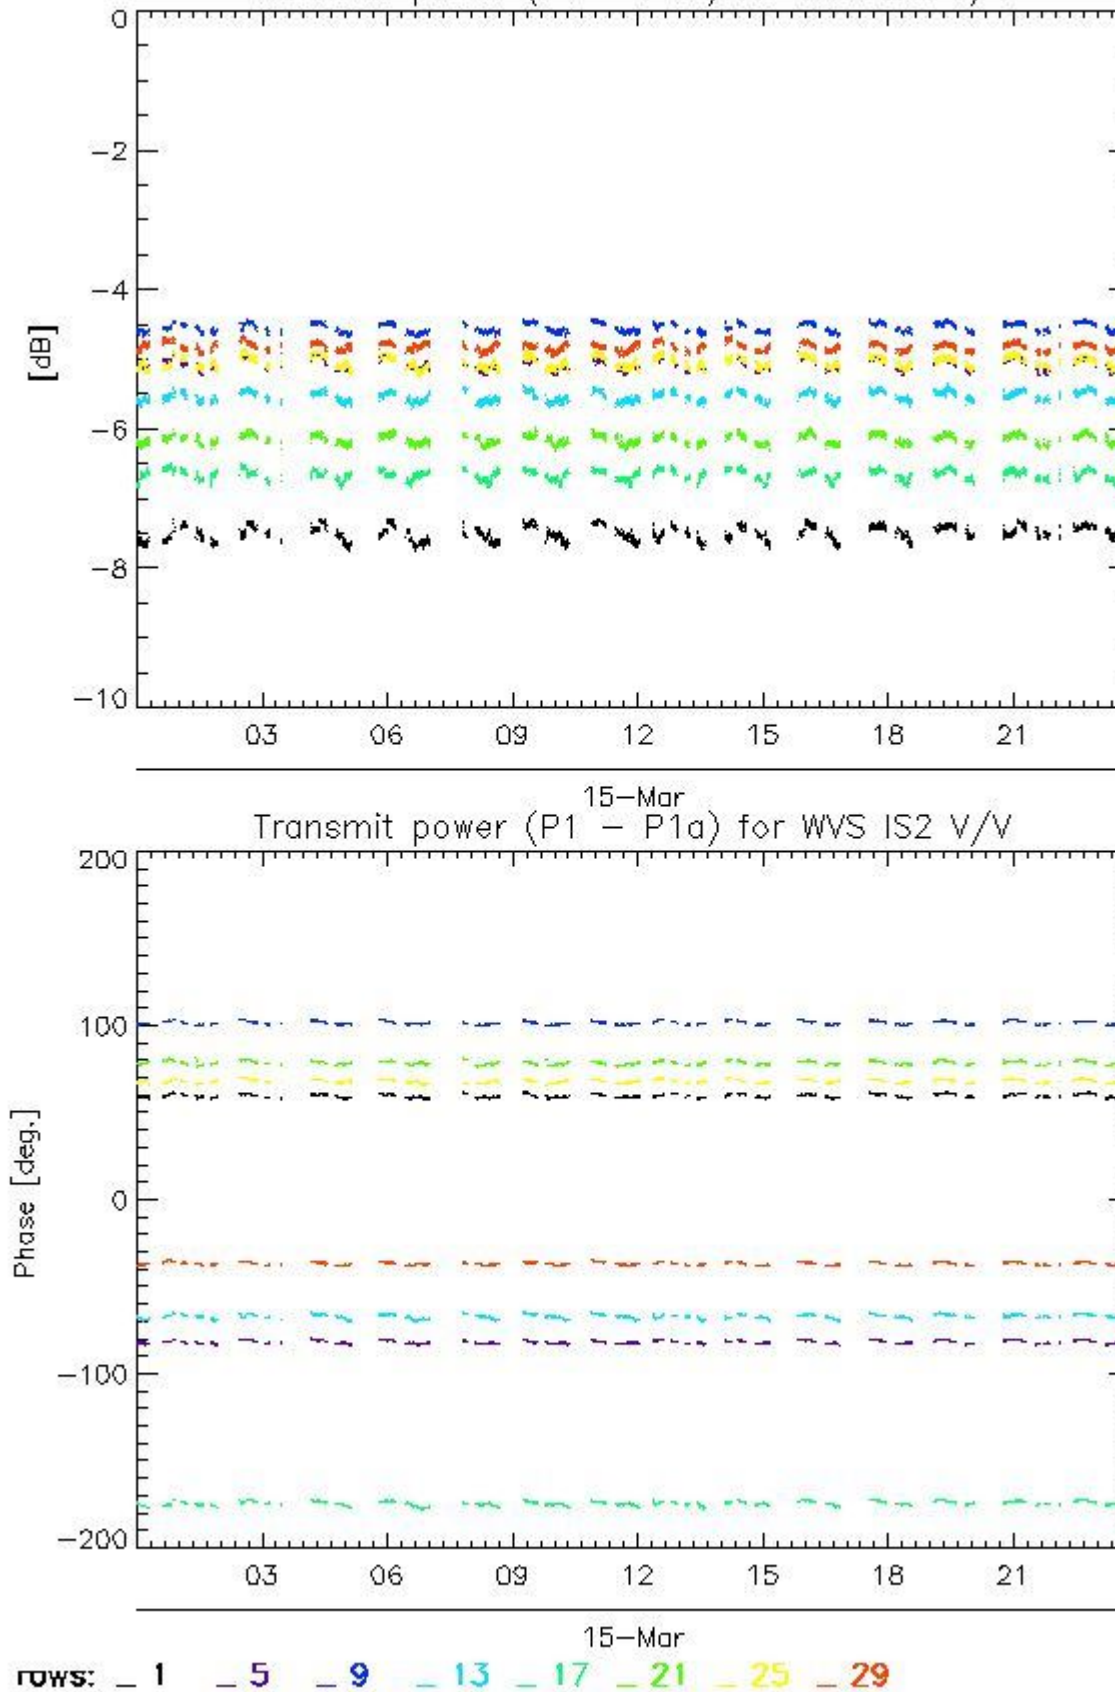 0
-2
-4
[dB]
-6
-8
-10
03 06 09 12 15 18 21
15-Mar
Transmit power (P1 - P1a) for WVS IS2 V/V
200
100
Phase [deg.]
0
-100
-200
03 06 09 12 15 18 21
15-Mar
rows: _ 1 _ 5 _ 9 _ 13 _ 17 _ 21 _ 25 _ 29